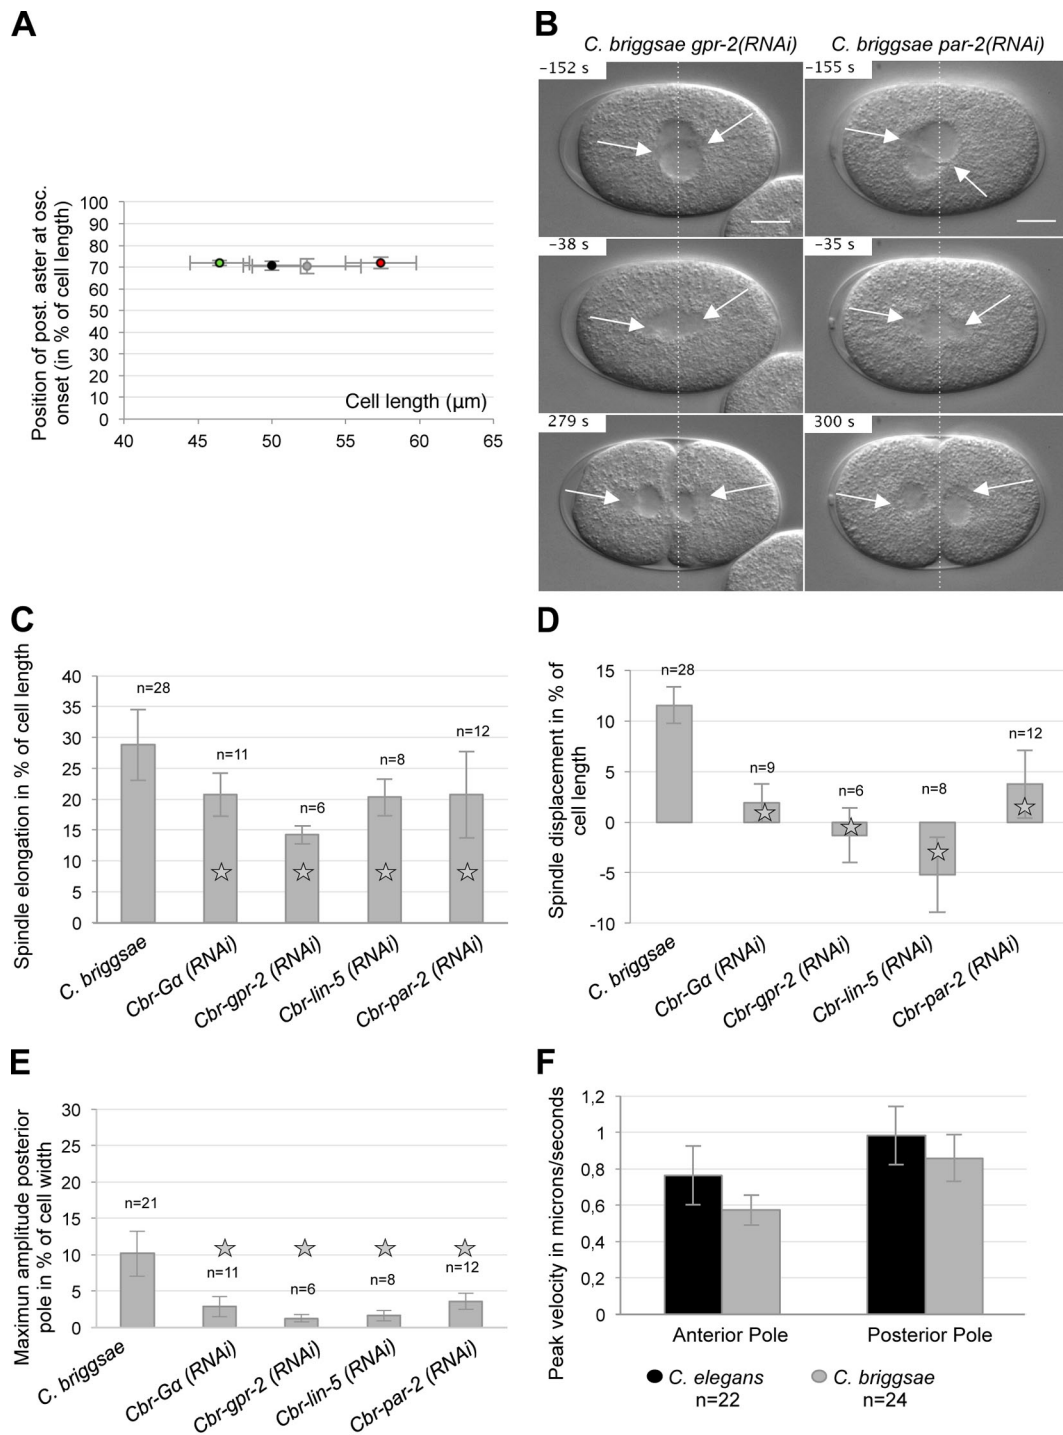 A
Position of post. aster at osc.
onset (in % of cell length)
100
90
80
70
60
50
40
30
20
10
0
Cell length (µm)
40 45 50 55 60 65
B
C. briggsae gpr-2(RNAi) C. briggsae par-2(RNAi)
-152 s -155 s
-38 s -35 s
279 s 300 s
C
Spindle elongation in % of cell length
40
35
30
25
20
15
10
5
0
n=28
n=11
n=6
n=8
n=12
C. briggsae
Cbr-Gα (RNAi)
Cbr-gpr-2 (RNAi)
Cbr-lin-5 (RNAi)
Cbr-par-2 (RNAi)
D
Spindle displacement in % of
cell length
15
10
5
0
-5
-10
n=28
n=9
n=6
n=8
n=12
C. briggsae
Cbr-Gα (RNAi)
Cbr-gpr-2 (RNAi)
Cbr-lin-5 (RNAi)
Cbr-par-2 (RNAi)
E
Maximun amplitude posterior
pole in % of cell width
30
25
20
15
10
5
0
n=21
n=11
n=6
n=8
n=12
C. briggsae
Cbr-Gα (RNAi)
Cbr-gpr-2 (RNAi)
Cbr-lin-5 (RNAi)
Cbr-par-2 (RNAi)
F
Peak velocity in microns/seconds
1,2
1
0,8
0,6
0,4
0,2
0
Anterior Pole Posterior Pole
C. elegans C. briggsae
n=22 n=24